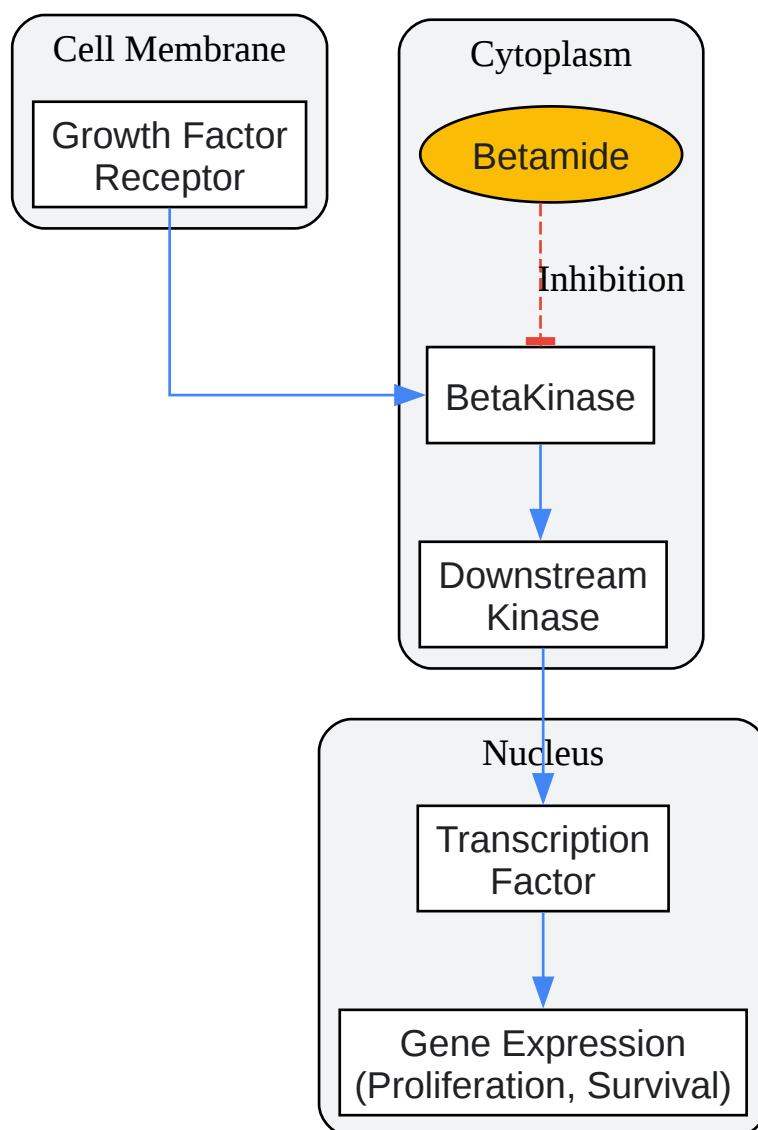 Cell Membrane
Growth Factor
Receptor
Cytoplasm
Betamide
Inhibition
BetaKinase
Downstream
Kinase
Nucleus
Transcription
Factor
Gene Expression
(Proliferation, Survival)